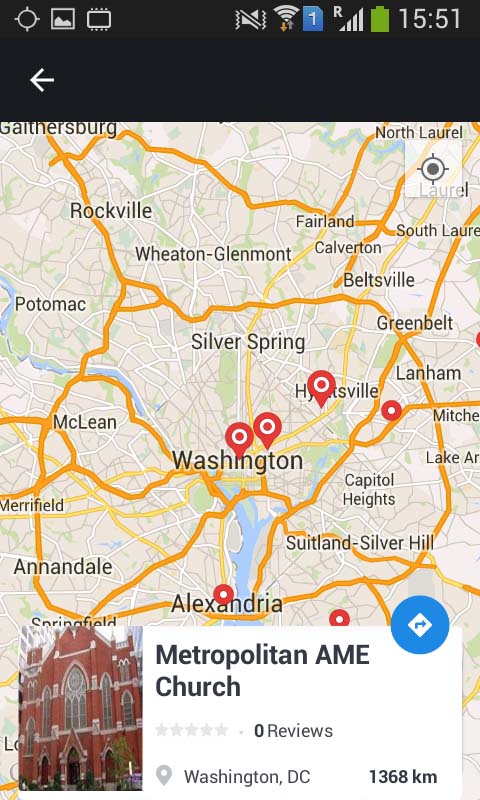 R 1 15:51
Gaithersburg
North Laurel
Laurel
Rockville
Fairland
South Laure
Wheaton-Glenmont
Calverton
Beltsville
Potomac
Greenbelt
Silver Spring
Lanham
Hyattsville
McLean
Mitche
Washington
Lake Ar
Capitol
Heights
Merrifield
Suitland-Silver Hill
Annandale
Alexandria
Springfield
Metropolitan AME
Church
0 Reviews
Washington, DC 1368 km